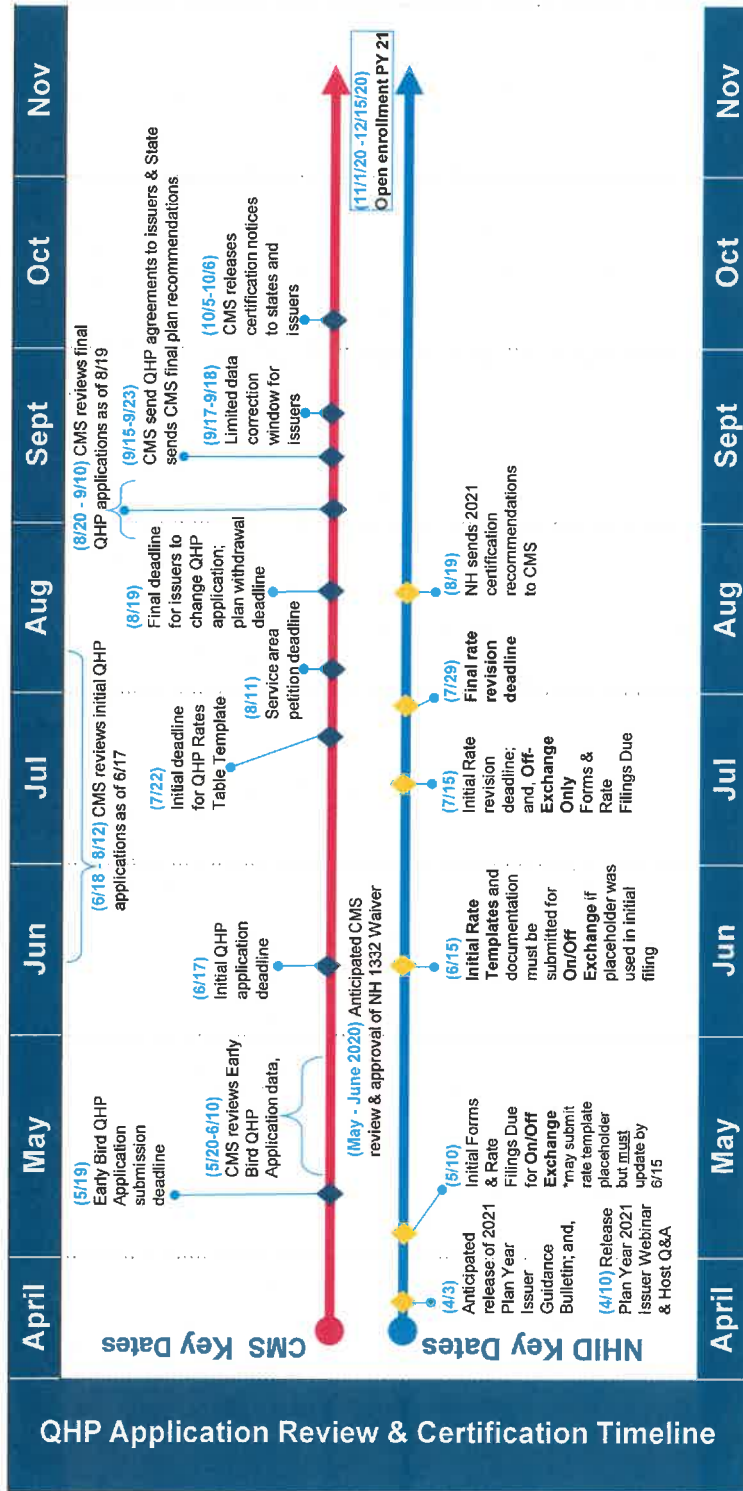 QHP Application Review & Certification Timeline
April
May
Jun
Jul
Aug
Sept
Oct
Nov
CMS Key Dates
(5/19)
Early Bird QHP
Application
submission
deadline
(5/20-6/10)
CMS reviews Early
Bird QHP
Application data,
(6/17)
Initial QHP
application
deadline
(6/18 - 8/12) CMS reviews initial QHP
applications as of 6/17
(7/22)
Initial deadline
for QHP Rates
Table Template
(8/11)
Service area
petition deadline
(8/19)
Final deadline
for issuers to
change QHP
application;
plan withdrawal
deadline
(8/20 - 9/10) CMS reviews final
QHP applications as of 8/19
(9/15-9/23)
CMS send QHP agreements to issuers & State
sends CMS final plan recommendations
(9/17-9/18)
Limited data
correction
window for
issuers
(10/5-10/6)
CMS releases
certification notices
to states and
issuers
(May - June 2020) Anticipated CMS
review & approval of NH 1332 Waiver
(11/1/20 -12/15/20)
Open enrollment PY 21
NHID Key Dates
(4/3)
Anticipated
release of 2021
Plan Year
Issuer
Guidance
Bulletin; and,
(4/10) Release
Plan Year 2021
Issuer Webinar
& Host Q&A
(5/10)
Initial Forms
& Rate
Filings Due
for On/Off
Exchange
*may submit
rate template
placeholder
but must
update by
6/15
(6/15)
Initial Rate
Templates and
documentation
must be
submitted for
On/Off
Exchange if
placeholder was
used in initial
filing
(7/15)
Initial Rate
revision
deadline;
and, Off-
Exchange
Only
Forms &
Rate
Filings Due
(7/29)
Final rate
revision
deadline
(8/19)
NH sends 2021
certification
recommendations
to CMS
April
May
Jun
Jul
Aug
Sept
Oct
Nov